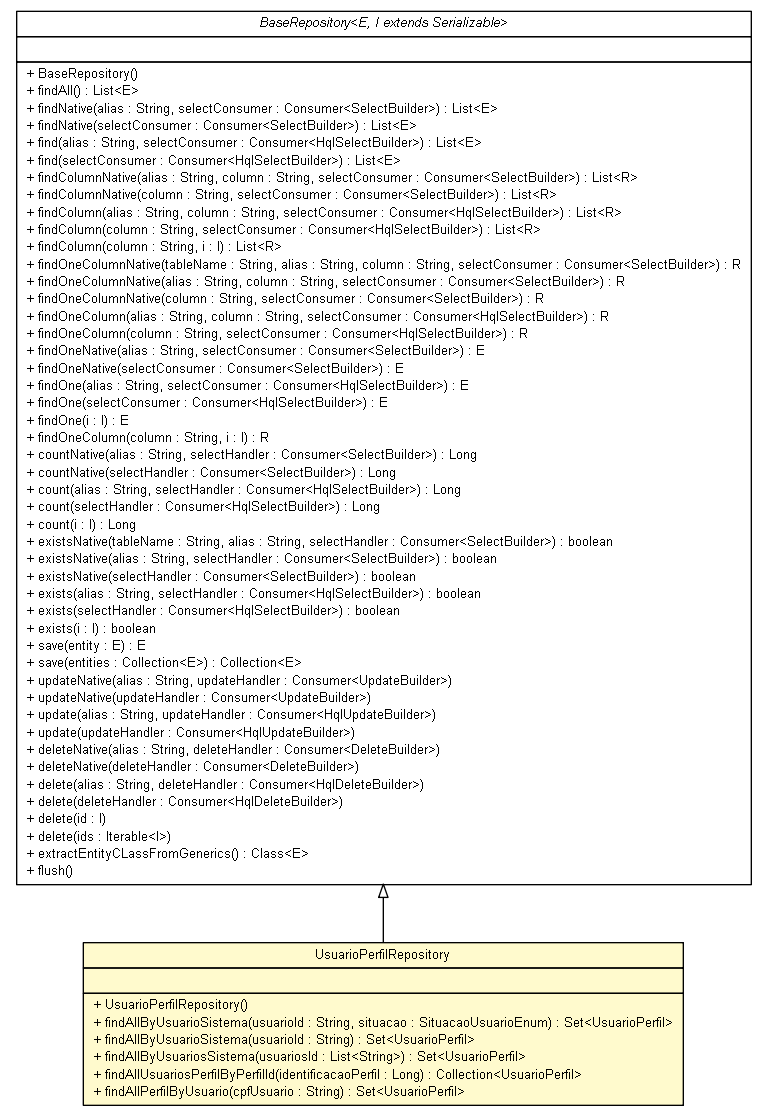 BaseRepository<E, I extends Serializable>
+ BaseRepository()
+ findAll() : List<E>
+ findNative(alias : String, selectConsumer : Consumer<SelectBuilder>) : List<E>
+ findNative(selectConsumer : Consumer<SelectBuilder>) : List<E>
+ find(alias : String, selectConsumer : Consumer<HqlSelectBuilder>) : List<E>
+ find(selectConsumer : Consumer<HqlSelectBuilder>) : List<E>
+ findColumnNative(alias : String, column : String, selectConsumer : Consumer<SelectBuilder>) : List<R>
+ findColumnNative(column : String, selectConsumer : Consumer<SelectBuilder>) : List<R>
+ findColumn(alias : String, column : String, selectConsumer : Consumer<HqlSelectBuilder>) : List<R>
+ findColumn(column : String, selectConsumer : Consumer<HqlSelectBuilder>) : List<R>
+ findColumn(column : String, i : I) : List<R>
+ findOneColumnNative(tableName : String, alias : String, column : String, selectConsumer : Consumer<SelectBuilder>) : R
+ findOneColumnNative(alias : String, column : String, selectConsumer : Consumer<SelectBuilder>) : R
+ findOneColumnNative(column : String, selectConsumer : Consumer<SelectBuilder>) : R
+ findOneColumn(alias : String, column : String, selectConsumer : Consumer<HqlSelectBuilder>) : R
+ findOneColumn(column : String, selectConsumer : Consumer<HqlSelectBuilder>) : R
+ findOneNative(alias : String, selectConsumer : Consumer<SelectBuilder>) : E
+ findOneNative(selectConsumer : Consumer<SelectBuilder>) : E
+ findOne(alias : String, selectConsumer : Consumer<HqlSelectBuilder>) : E
+ findOne(selectConsumer : Consumer<HqlSelectBuilder>) : E
+ findOne(i : I) : E
+ findOneColumn(column : String, i : I) : R
+ countNative(alias : String, selectHandler : Consumer<SelectBuilder>) : Long
+ countNative(selectHandler : Consumer<SelectBuilder>) : Long
+ count(alias : String, selectHandler : Consumer<HqlSelectBuilder>) : Long
+ count(selectHandler : Consumer<HqlSelectBuilder>) : Long
+ count(i : I) : Long
+ existsNative(tableName : String, alias : String, selectHandler : Consumer<SelectBuilder>) : boolean
+ existsNative(alias : String, selectHandler : Consumer<SelectBuilder>) : boolean
+ existsNative(selectHandler : Consumer<SelectBuilder>) : boolean
+ exists(alias : String, selectHandler : Consumer<HqlSelectBuilder>) : boolean
+ exists(selectHandler : Consumer<HqlSelectBuilder>) : boolean
+ exists(i : I) : boolean
+ save(entity : E) : E
+ save(entities : Collection<E>) : Collection<E>
+ updateNative(alias : String, updateHandler : Consumer<UpdateBuilder>)
+ updateNative(updateHandler : Consumer<UpdateBuilder>)
+ update(alias : String, updateHandler : Consumer<HqlUpdateBuilder>)
+ update(updateHandler : Consumer<HqlUpdateBuilder>)
+ deleteNative(alias : String, deleteHandler : Consumer<DeleteBuilder>)
+ deleteNative(deleteHandler : Consumer<DeleteBuilder>)
+ delete(alias : String, deleteHandler : Consumer<HqlDeleteBuilder>)
+ delete(deleteHandler : Consumer<HqlDeleteBuilder>)
+ delete(id : I)
+ delete(ids : Iterable<I>)
+ extractEntityCLassFromGenerics() : Class<E>
+ flush()
UsuarioPerfilRepository
+ UsuarioPerfilRepository()
+ findAllByUsuarioSistema(usuarioId : String, situacao : SituacaoUsuarioEnum) : Set<UsuarioPerfil>
+ findAllByUsuarioSistema(usuarioId : String) : Set<UsuarioPerfil>
+ findAllByUsuariosSistema(usuariosId : List<String>) : Set<UsuarioPerfil>
+ findAllUsuariosPerfilByPerfilId(identificacaoPerfil : Long) : Collection<UsuarioPerfil>
+ findAllPerfilByUsuario(cpfUsuario : String) : Set<UsuarioPerfil>